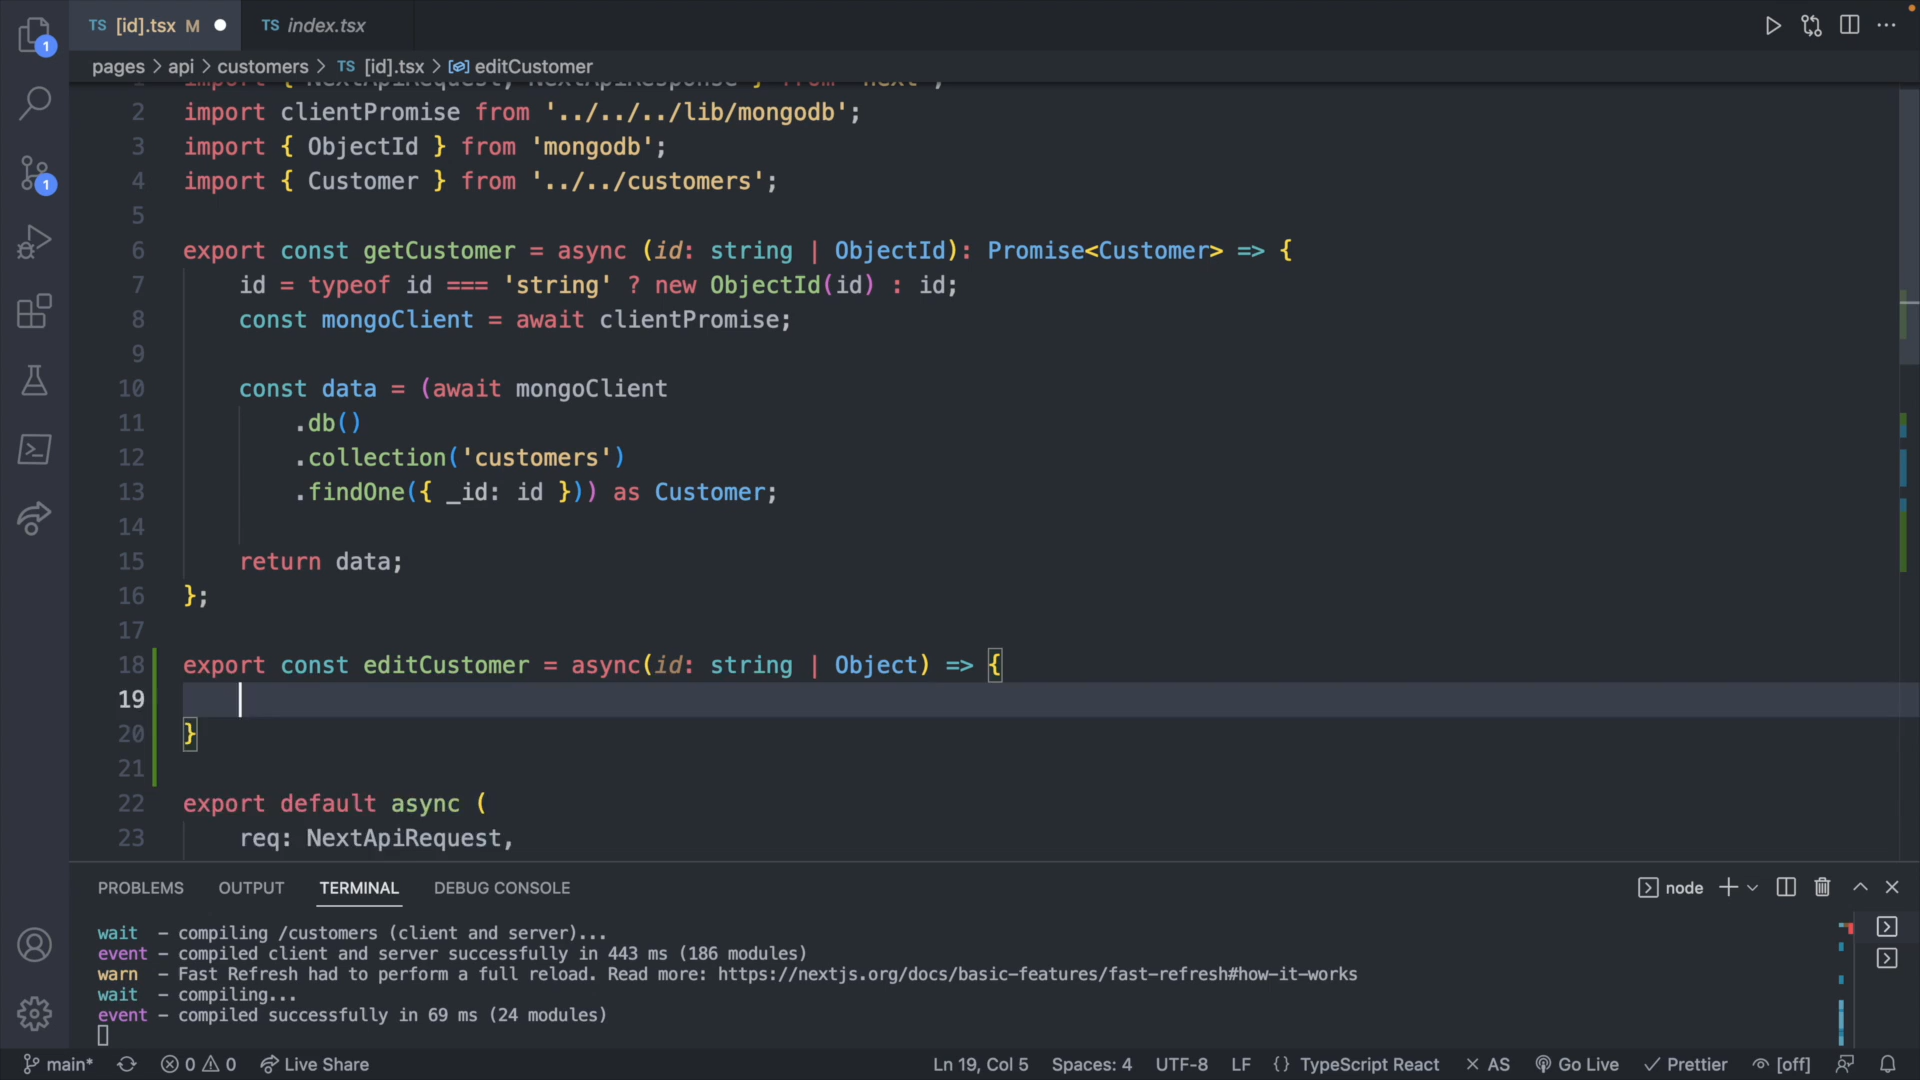 1
1
TS [id].tsx M
TS index.tsx
pages > api > customers > TS [id].tsx > editCustomer
1 import { NextApiRequest, NextApiResponse } from 'next';
2 import clientPromise from '../../../lib/mongodb';
3 import { ObjectId } from 'mongodb';
4 import { Customer } from '../../customers';
5
6 export const getCustomer = async (id: string | ObjectId): Promise<Customer> => {
7 id = typeof id === 'string' ? new ObjectId(id) : id;
8 const mongoClient = await clientPromise;
9
10 const data = (await mongoClient
11 .db()
12 .collection('customers')
13 .findOne({ _id: id })) as Customer;
14
15 return data;
16 };
17
18 export const editCustomer = async(id: string | Object) => {
19
20 }
21
22 export default async (
23 req: NextApiRequest,
PROBLEMS OUTPUT TERMINAL DEBUG CONSOLE
node
wait - compiling /customers (client and server)...
event - compiled client and server successfully in 443 ms (186 modules)
warn - Fast Refresh had to perform a full reload. Read more: https://nextjs.org/docs/basic-features/fast-refresh#how-it-works
wait - compiling...
event - compiled successfully in 69 ms (24 modules)
main* 0 0 Live Share Ln 19, Col 5 Spaces: 4 UTF-8 LF {} TypeScript React × AS Go Live ✓ Prettier [off]